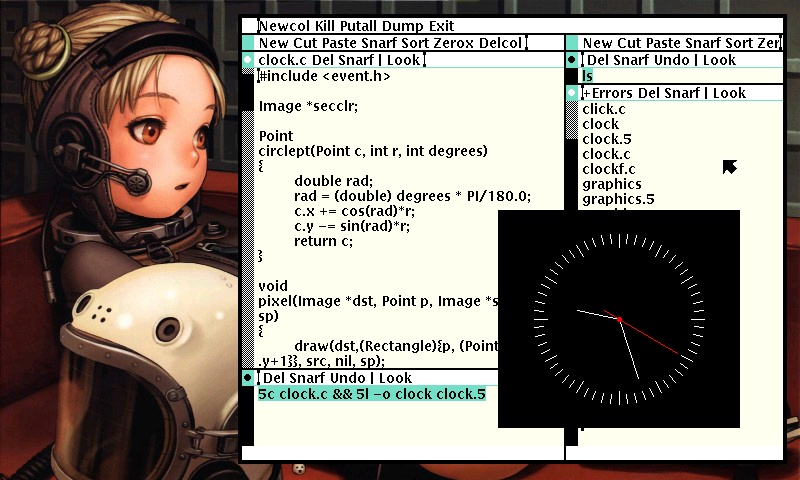 Newcol Kill Putall Dump Exit
New Cut Paste Snarf Sort Zerox Delcol
clock.c Del Snarf | Look
#include <event.h>
Image *secclr;
Point
circlept(Point c, int r, int degrees)
{
double rad;
rad = (double) degrees * PI/180.0;
c.x += cos(rad)*r;
c.y -= sin(rad)*r;
return c;
}
void
pixel(Image *dst, Point p, Image *s
sp)
{
draw(dst,(Rectangle){p, (Point
.y+1}}, src, nil, sp);
Del Snarf Undo | Look
5c clock.c && 5l -o clock clock.5
New Cut Paste Snarf Sort Zer
Del Snarf Undo | Look
ls
+Errors Del Snarf | Look
click.c
clock
clock.5
clock.c
clockf.c
graphics
graphics.5